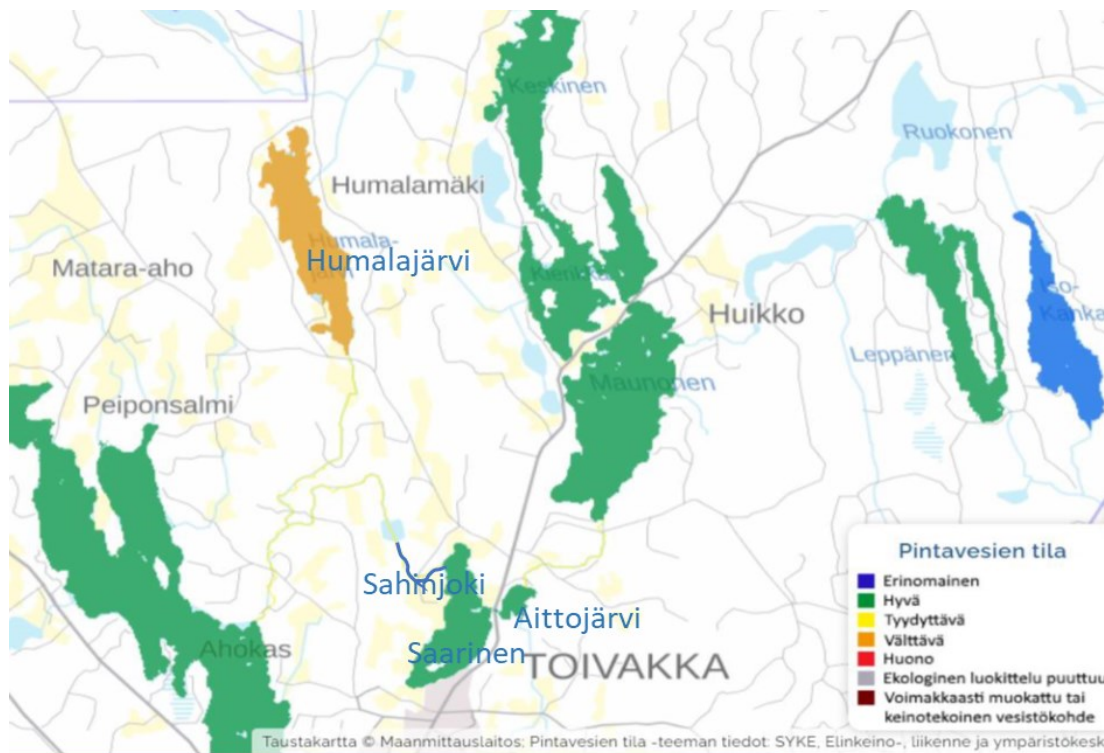 Keskinen
Ruokonen
Humalamäki
Humala-
järvi
Humalajärvi
Matara-aho
Iso-
Kanka
Huikko
Leppänen
Maunonen
Peiponsalmi
Sahinjoki
Aittojärvi
Ahokas
Saarinen
TOIVAKKA
Pintavesien tila
Erinomainen
Hyvä
Tyydyttävä
Välttävä
Huono
Ekologinen luokittelu puuttuu
Voimakkaasti muokattu tai
keinotekoinen vesistökohde
Taustakartta © Maanmittauslaitos; Pintavesien tila -teeman tiedot: SYKE, Elinkeino-, liikenne ja ympäristökesk